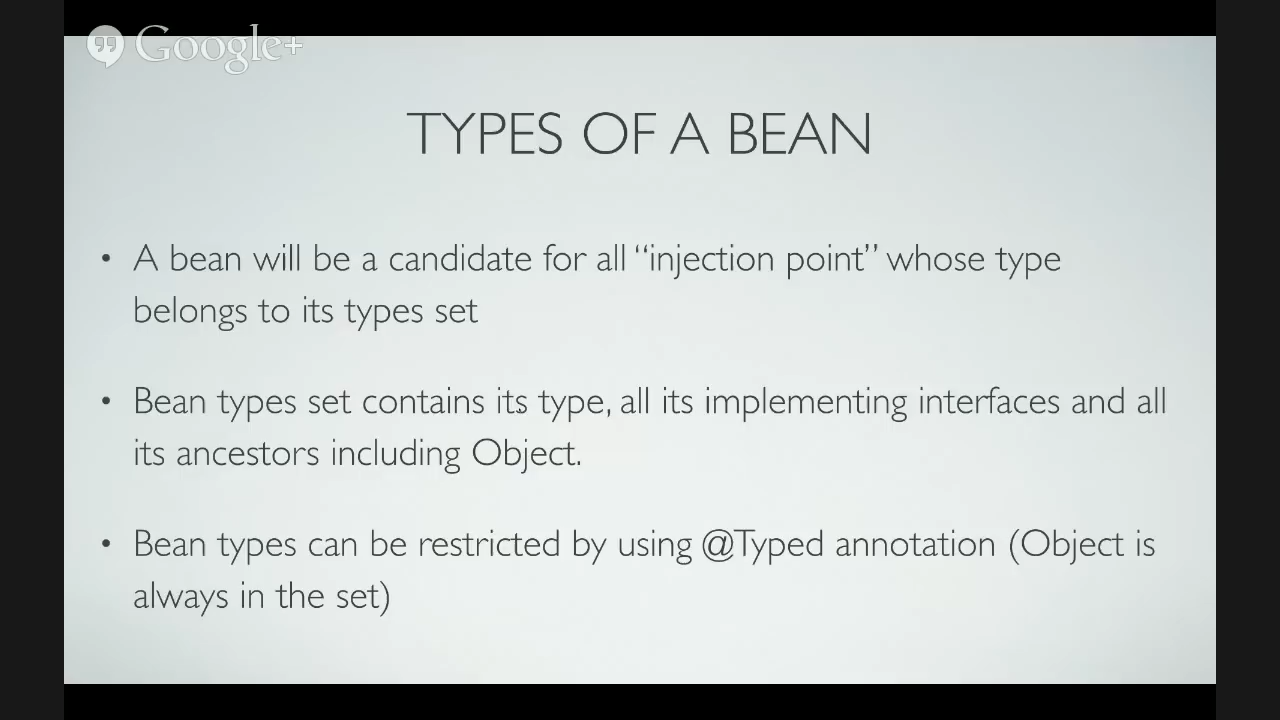 Google+
TYPES OF A BEAN
• A bean will be a candidate for all “injection point” whose type
belongs to its types set
• Bean types set contains its type, all its implementing interfaces and all
its ancestors including Object.
• Bean types can be restricted by using @Typed annotation (Object is
always in the set)